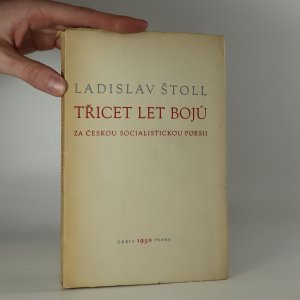 LADISLAV ŠTOLL
TŘICET LET BOJŮ
ZA ČESKOU SOCIALISTICKOU POESII
ORBIS 1950 PRAHA